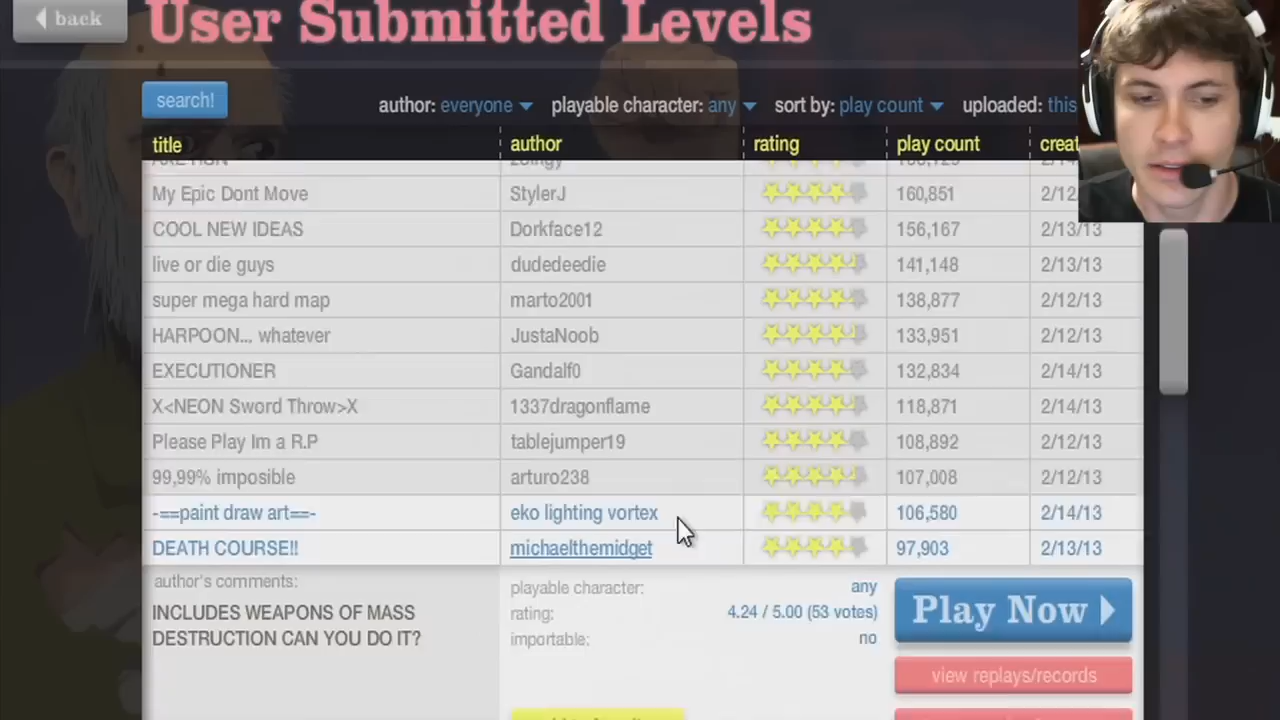 back
User Submitted Levels
search!
author: everyone playable character: any sort by: play count uploaded: this
title author rating play count creat
My Epic Dont Move StylerJ 160,851 2/12
COOL NEW IDEAS Dorkface12 156,167 2/13/13
live or die guys dudedeedie 141,148 2/13/13
super mega hard map marto2001 138,877 2/12/13
HARPOON... whatever JustaNoob 133,951 2/12/13
EXECUTIONER Gandalf0 132,834 2/14/13
X<NEON Sword Throw>X 1337dragonflame 118,871 2/14/13
Please Play Im a R.P tablejumper19 108,892 2/12/13
99,99% imposible arturo238 107,008 2/12/13
-==paint draw art==- eko lighting vortex 106,580 2/14/13
DEATH COURSE!! michaelthemidget 97,903 2/13/13
author's comments:
INCLUDES WEAPONS OF MASS
DESTRUCTION CAN YOU DO IT?
playable character: any
rating: 4.24 / 5.00 (53 votes)
importable: no
Play Now
view replays/records